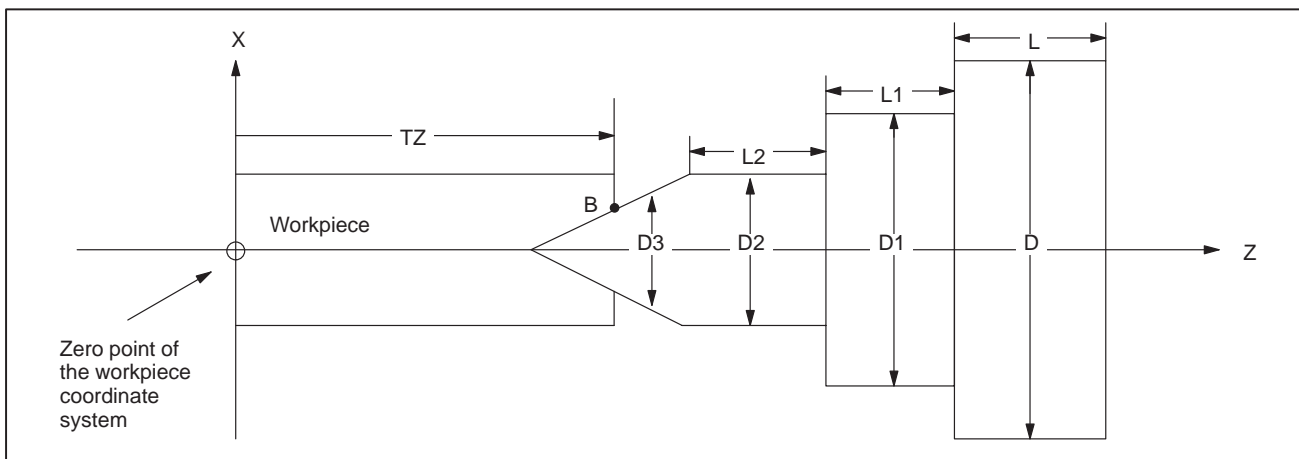 X
L
L1
TZ
L2
B
Workpiece
D3
D2
D1
D
Z
Zero point of
the workpiece
coordinate
system